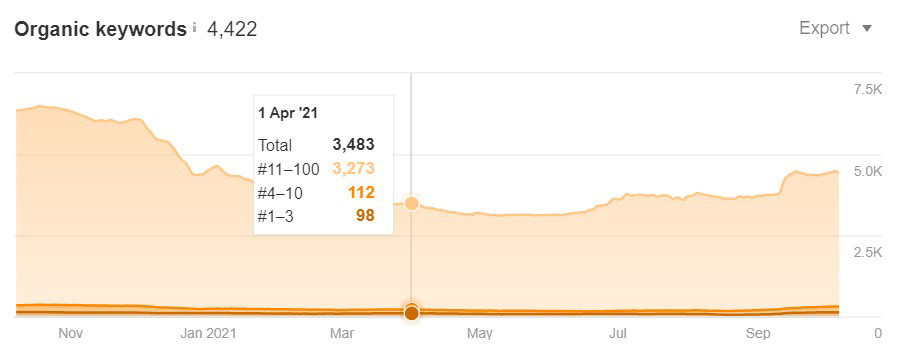 Organic keywords i 4,422
Export
7.5K
1 Apr '21
Total 3,483
5.0K
#11–100 3,273
#4–10 112
#1–3 98
2.5K
Nov Jan 2021 Mar May Jul Sep 0